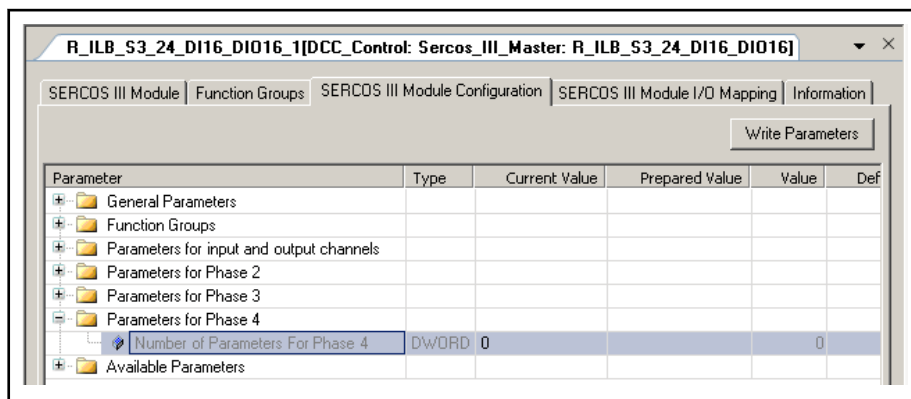 R_ILB_S3_24_DI16_DIO16_1[DCC_Control: Sercos_III_Master: R_ILB_S3_24_DI16_DIO16]
SERCOS III Module Function Groups SERCOS III Module Configuration SERCOS III Module I/O Mapping Information
Write Parameters
Parameter Type Current Value Prepared Value Value Def
General Parameters
Function Groups
Parameters for input and output channels
Parameters for Phase 2
Parameters for Phase 3
Parameters for Phase 4
Number of Parameters For Phase 4 DWORD 0 0
Available Parameters